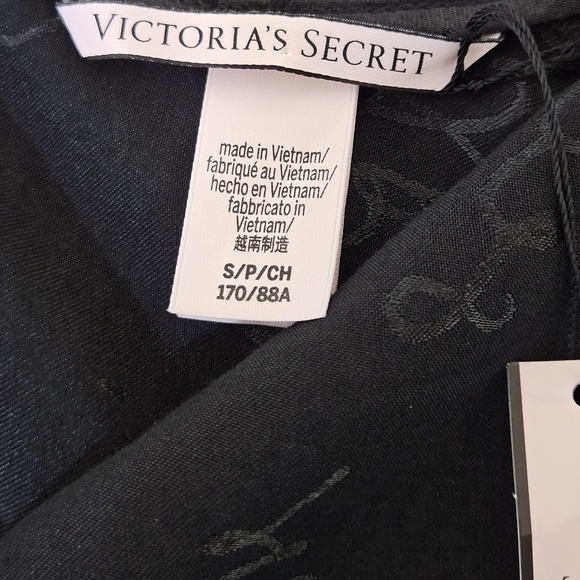 VICTORIA'S SECRET
made in Vietnam/
fabriqué au Vietnam/
hecho en Vietnam/
fabbricato in
Vietnam/
越南制造
S/P/CH
170/88A